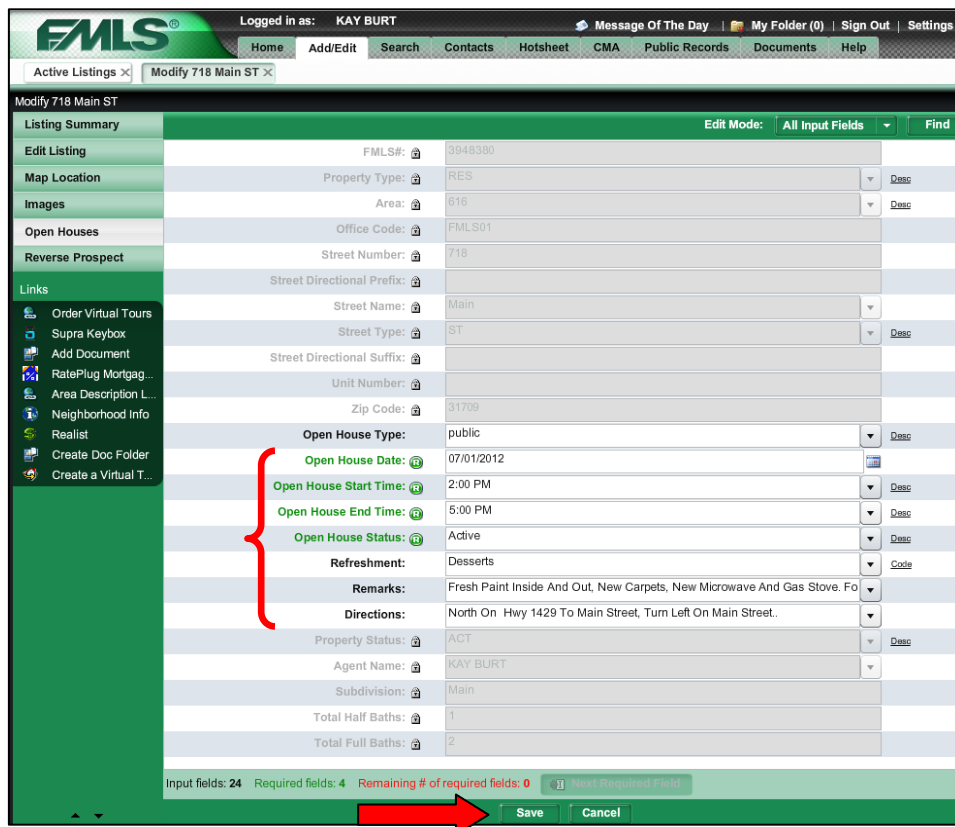 FMLS®
Logged in as: KAY BURT
Message Of The Day | My Folder (0) | Sign Out | Settings
Home Add/Edit Search Contacts Hotsheet CMA Public Records Documents Help
Active Listings × Modify 718 Main ST ×
Modify 718 Main ST
Listing Summary
Edit Mode: All Input Fields Find
Edit Listing
Map Location
Images
Open Houses
Reverse Prospect
Links
Order Virtual Tours
Supra Keybox
Add Document
RatePlug Mortgag...
Area Description L...
Neighborhood Info
Realist
Create Doc Folder
Create a Virtual T...
FMLS#: 3948380
Property Type: RES Desc
Area: 616 Desc
Office Code: FMLS01
Street Number: 718
Street Directional Prefix:
Street Name: Main
Street Type: ST Desc
Street Directional Suffix:
Unit Number:
Zip Code: 31709
Open House Type: public Desc
Open House Date: R 07/01/2012
Open House Start Time: R 2:00 PM Desc
Open House End Time: R 5:00 PM Desc
Open House Status: R Active Desc
Refreshment: Desserts Code
Remarks: Fresh Paint Inside And Out, New Carpets, New Microwave And Gas Stove. Fo
Directions: North On Hwy 1429 To Main Street, Turn Left On Main Street..
Property Status: ACT Desc
Agent Name: KAY BURT
Subdivision: Main
Total Half Baths: 1
Total Full Baths: 2
Input fields: 24 Required fields: 4 Remaining # of required fields: 0 Next Required Field
Save Cancel